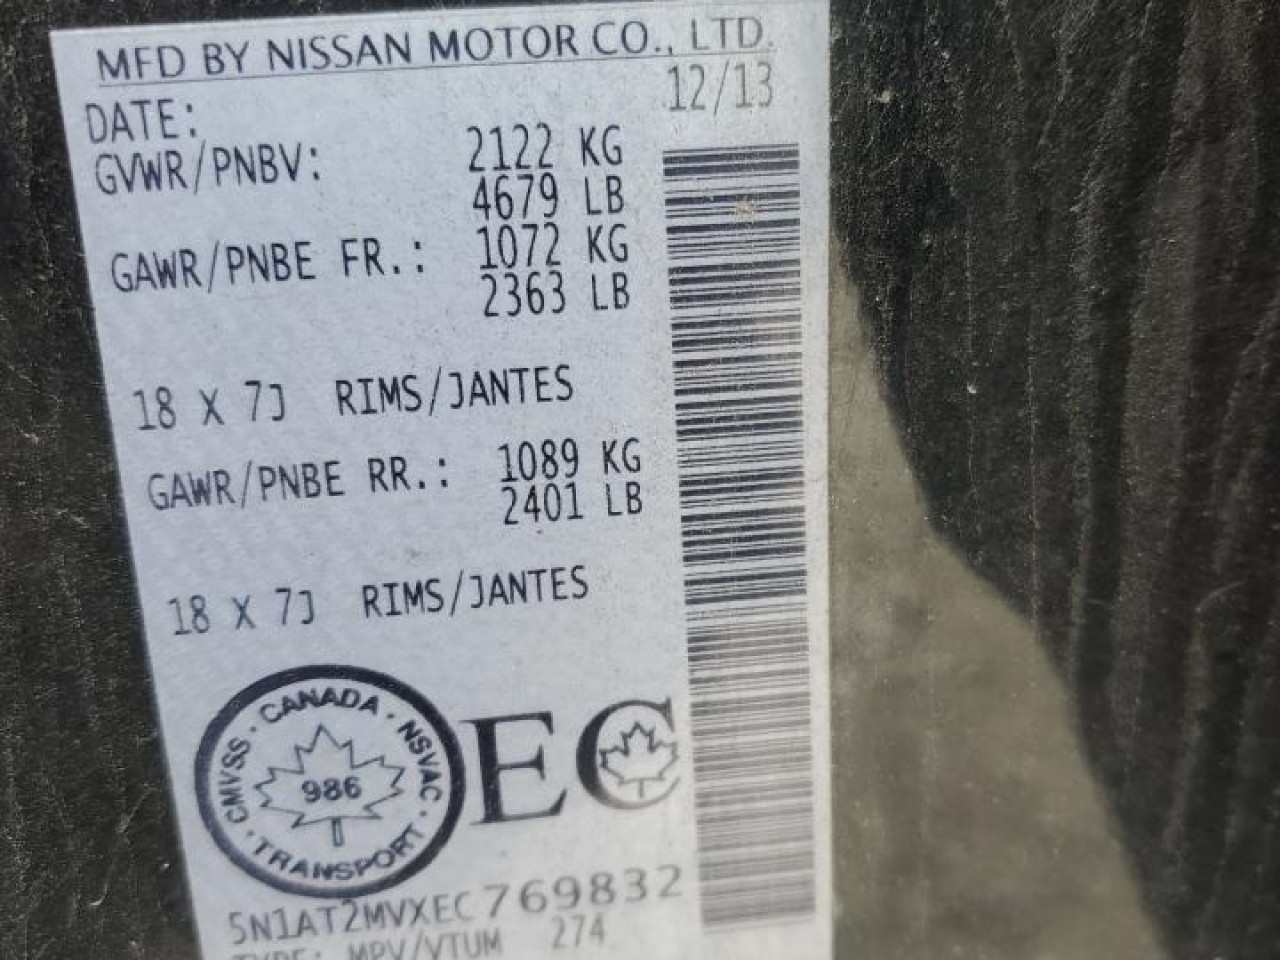 MFD BY NISSAN MOTOR CO., LTD.
DATE: 12/13
GVWR/PNBV: 2122 KG
4679 LB
GAWR/PNBE FR.: 1072 KG
2363 LB
18 X 7J RIMS/JANTES
GAWR/PNBE RR.: 1089 KG
2401 LB
18 X 7J RIMS/JANTES
CMVSS · CANADA · NSVAC · TRANSPORT ·
986
EC
5N1AT2MVXEC769832
TYPE: MPV/VTUM 274